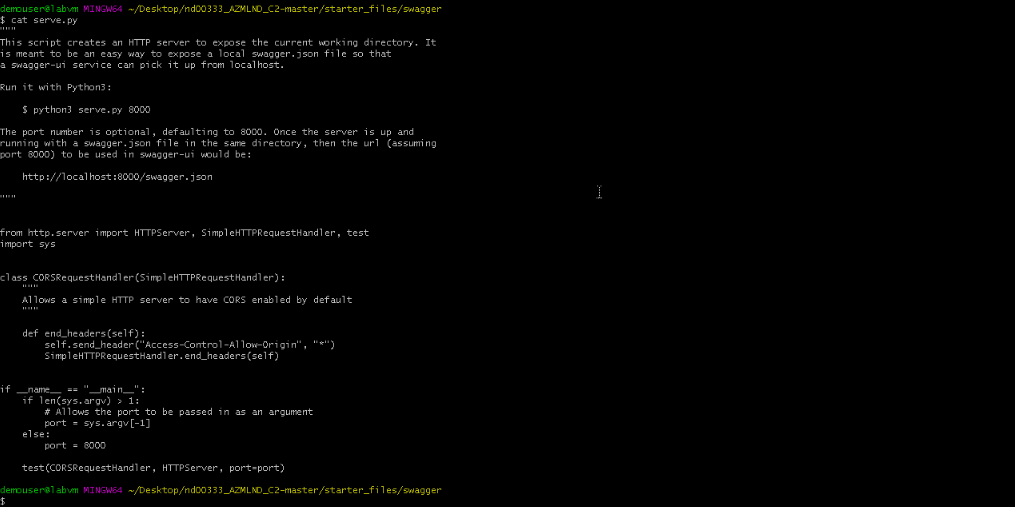 demouser@labvm MINGW64 ~/Desktop/nd00333_AZMLND_C2-master/starter_files/swagger
$ cat serve.py
"""
This script creates an HTTP server to expose the current working directory. It
is meant to be an easy way to expose a local swagger.json file so that
a swagger-ui service can pick it up from localhost.

Run it with Python3:

    $ python3 serve.py 8000

The port number is optional, defaulting to 8000. Once the server is up and
running with a swagger.json file in the same directory, then the url (assuming
port 8000) to be used in swagger-ui would be:

    http://localhost:8000/swagger.json

"""


from http.server import HTTPServer, SimpleHTTPRequestHandler, test
import sys


class CORSRequestHandler(SimpleHTTPRequestHandler):
    """
    Allows a simple HTTP server to have CORS enabled by default
    """

    def end_headers(self):
        self.send_header("Access-Control-Allow-Origin", "*")
        SimpleHTTPRequestHandler.end_headers(self)


if __name__ == "__main__":
    if len(sys.argv) > 1:
        # Allows the port to be passed in as an argument
        port = sys.argv[-1]
    else:
        port = 8000

    test(CORSRequestHandler, HTTPServer, port=port)

demouser@labvm MINGW64 ~/Desktop/nd00333_AZMLND_C2-master/starter_files/swagger
$